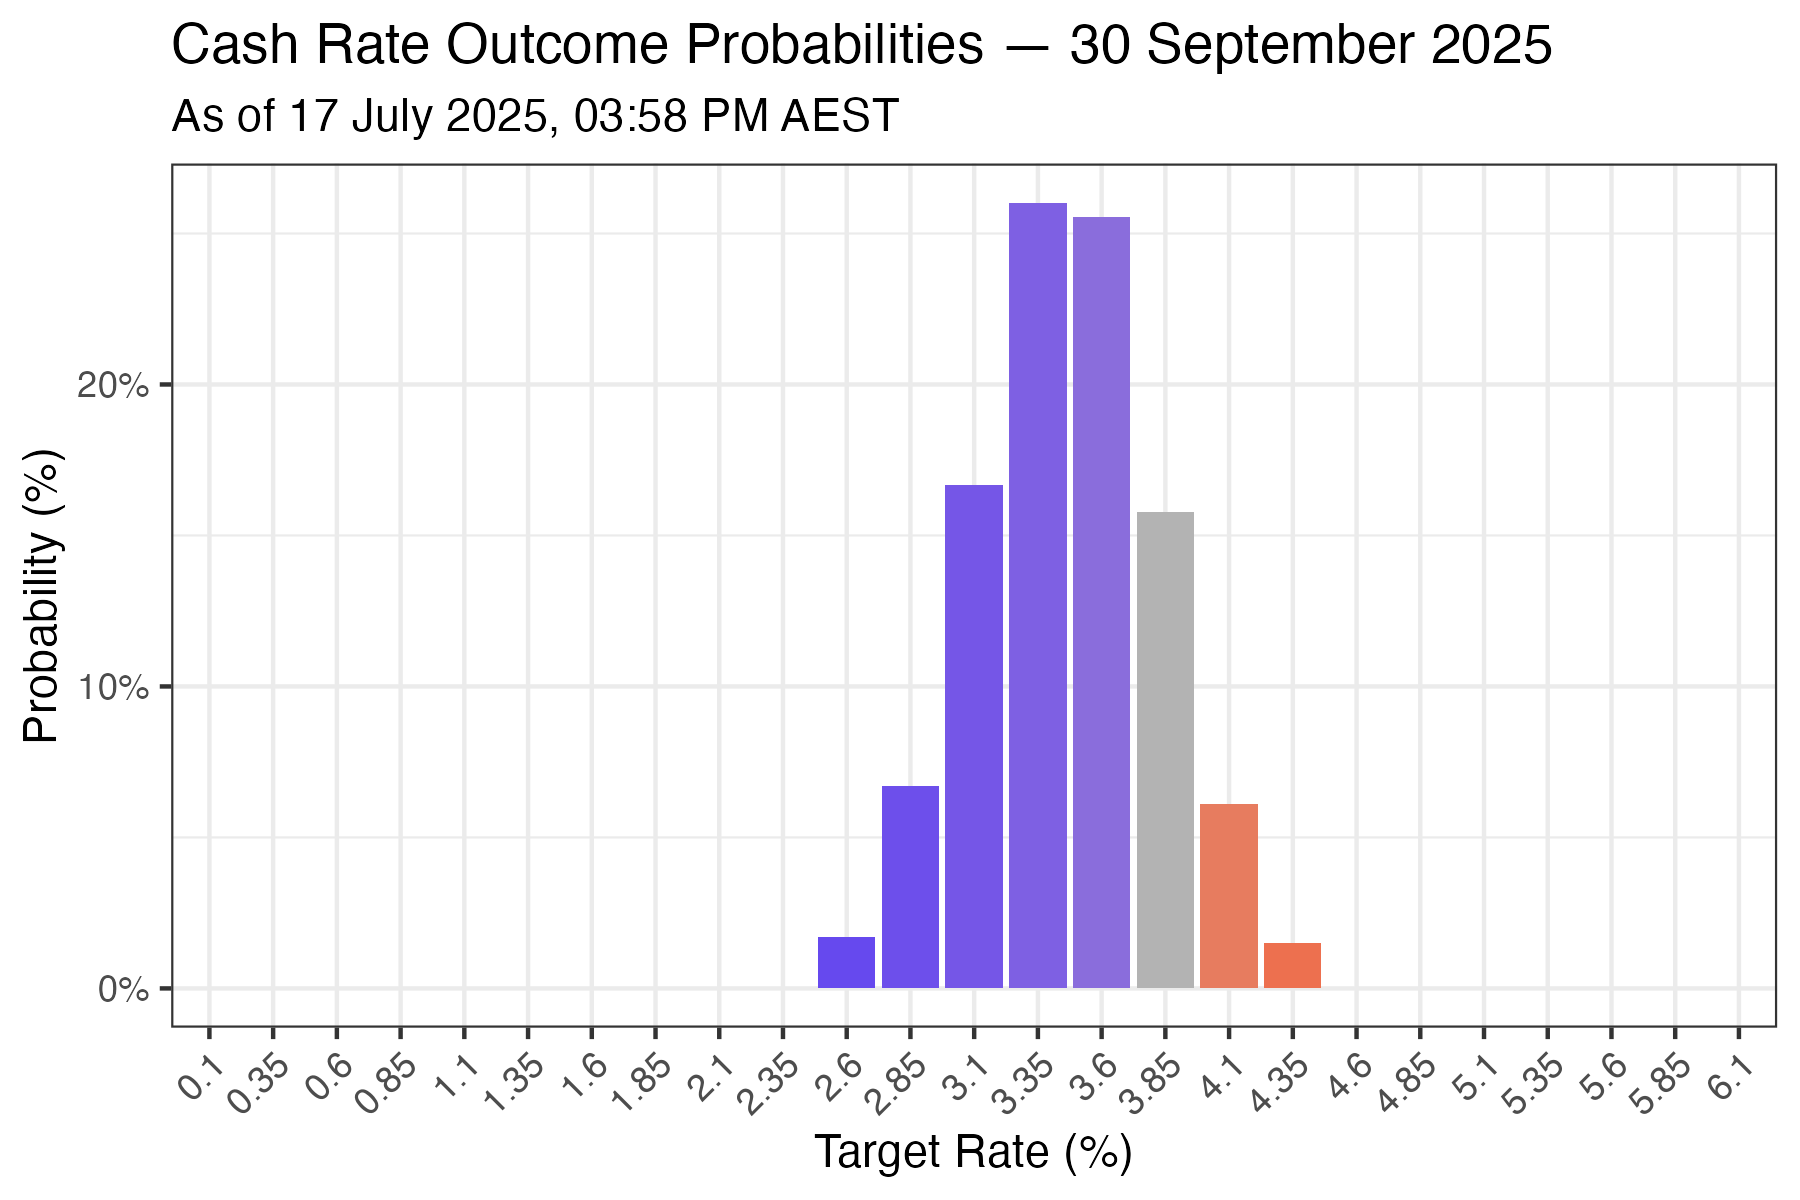 Cash Rate Outcome Probabilities — 30 September 2025
As of 17 July 2025, 03:58 PM AEST
Probability (%)
20%
10%
0%
0.1 0.35 0.6 0.85 1.1 1.35 1.6 1.85 2.1 2.35 2.6 2.85 3.1 3.35 3.6 3.85 4.1 4.35 4.6 4.85 5.1 5.35 5.6 5.85 6.1
Target Rate (%)